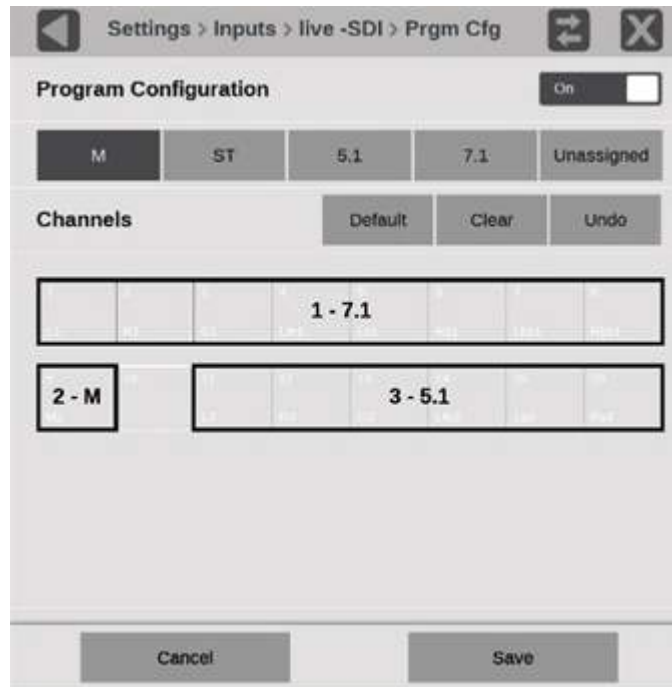 Settings > Inputs > live -SDI > Prgm Cfg
Program Configuration On
M ST 5.1 7.1 Unassigned
Channels Default Clear Undo
1 - 7.1
2 - M 3 - 5.1
Cancel Save